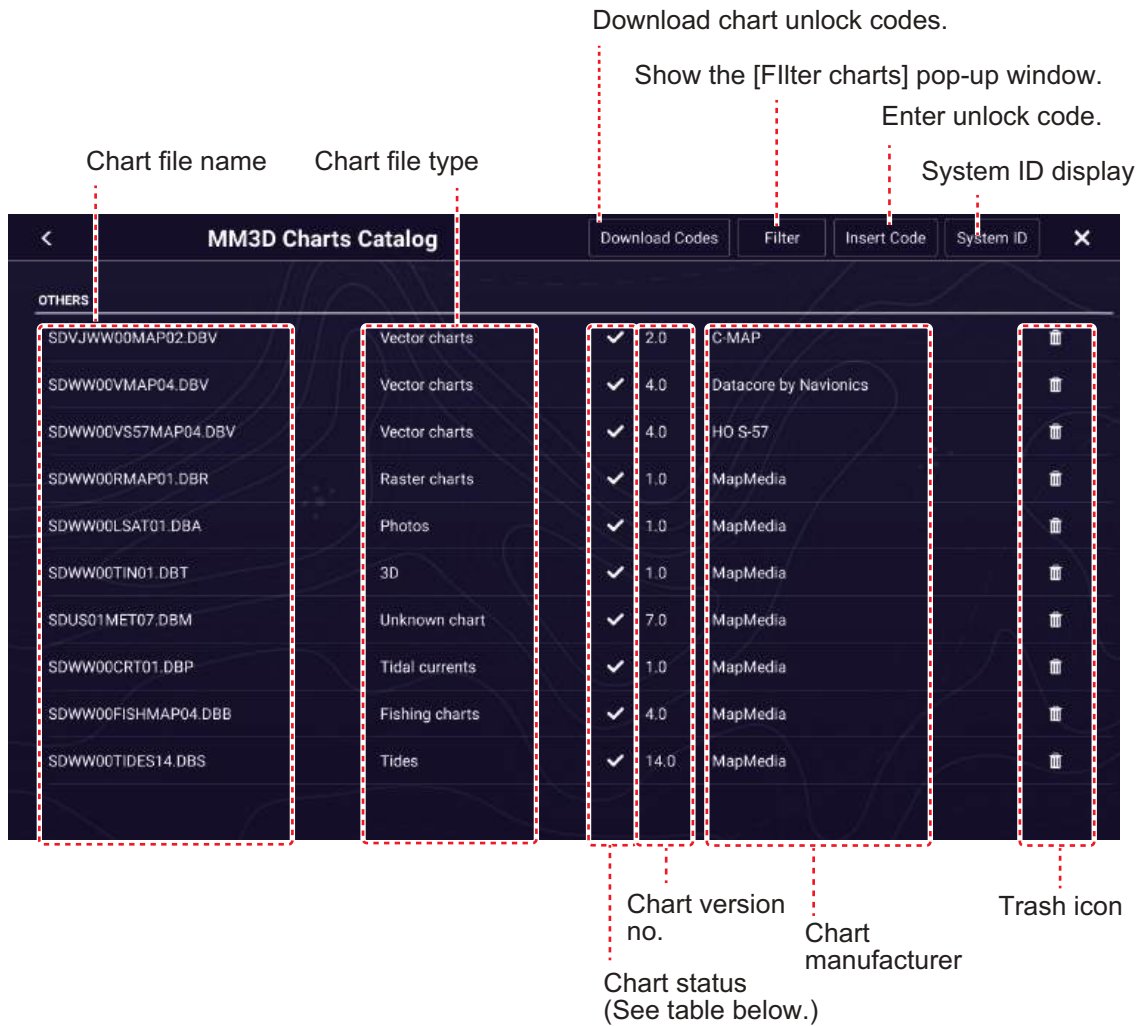 Download chart unlock codes.
Show the [FIlter charts] pop-up window.
Enter unlock code.
Chart file name Chart file type
System ID display
< MM3D Charts Catalog Download Codes Filter Insert Code System ID ×
OTHERS
SDVJWW00MAP02.DBV Vector charts ✓ 2.0 C-MAP
SDWW00VMAP04.DBV Vector charts ✓ 4.0 Datacore by Navionics
SDWW00VS57MAP04.DBV Vector charts ✓ 4.0 HO S-57
SDWW00RMAP01.DBR Raster charts ✓ 1.0 MapMedia
SDWW00LSAT01.DBA Photos ✓ 1.0 MapMedia
SDWW00TIN01.DBT 3D ✓ 1.0 MapMedia
SDUS01MET07.DBM Unknown chart ✓ 7.0 MapMedia
SDWW00CRT01.DBP Tidal currents ✓ 1.0 MapMedia
SDWW00FISHMAP04.DBB Fishing charts ✓ 4.0 MapMedia
SDWW00TIDES14.DBS Tides ✓ 14.0 MapMedia
Chart version
no.
Trash icon
Chart
manufacturer
Chart status
(See table below.)